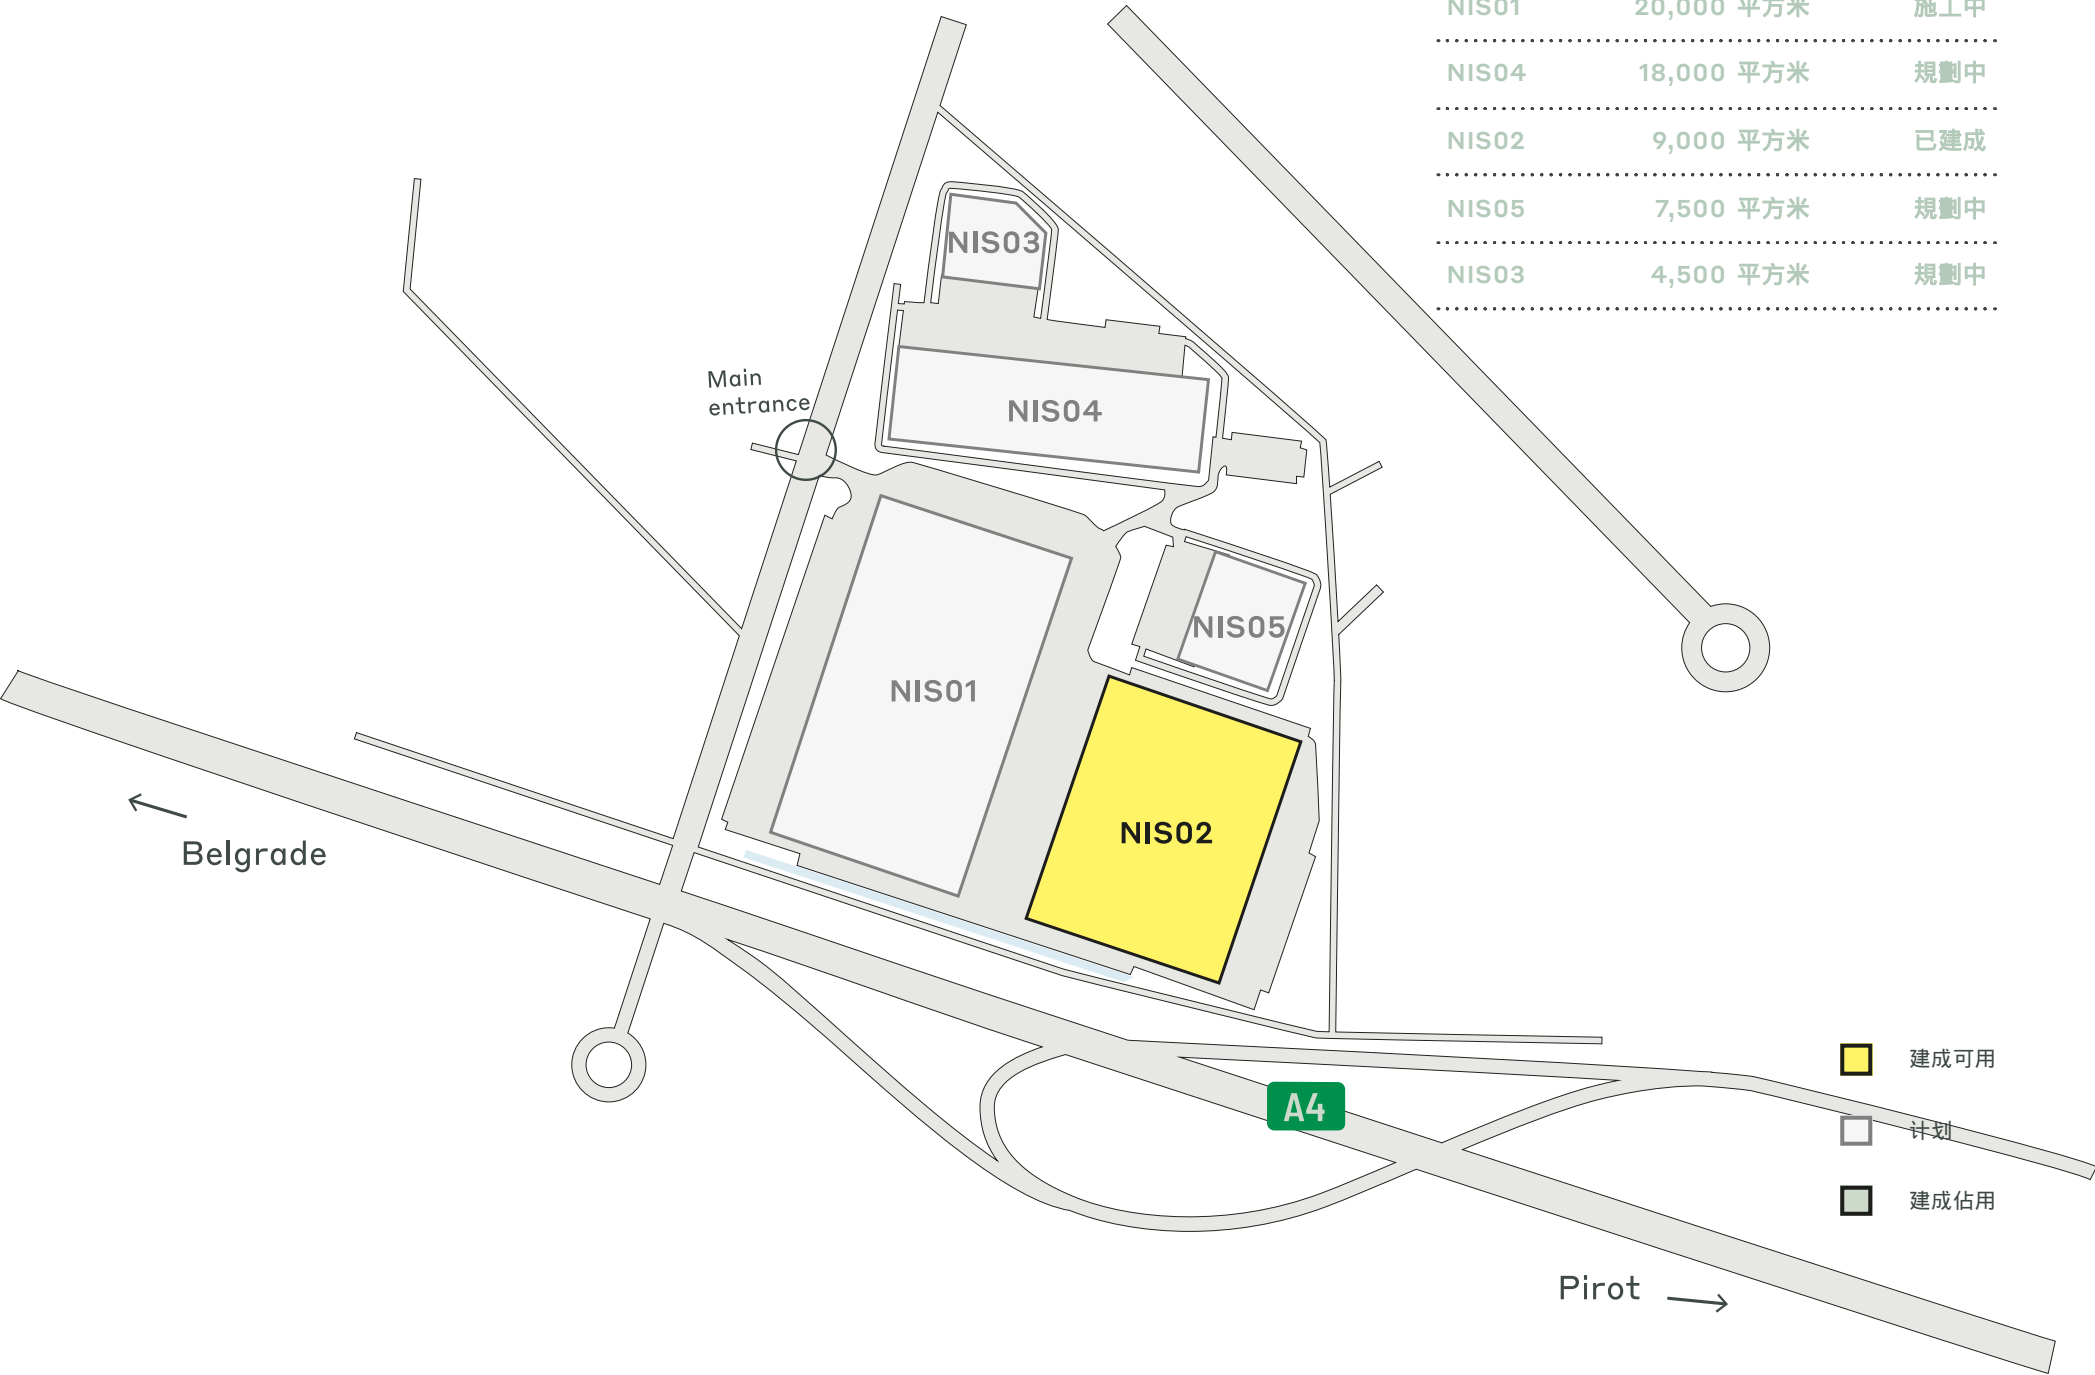 NIS01 20,000 平方米 施工中
NIS04 18,000 平方米 規劃中
NIS02 9,000 平方米 已建成
NIS05 7,500 平方米 規劃中
NIS03 4,500 平方米 規劃中
NIS03
Main
entrance
NIS04
NIS05
NIS01
NIS02
Belgrade
A4
建成可用
计划
建成佔用
Pirot